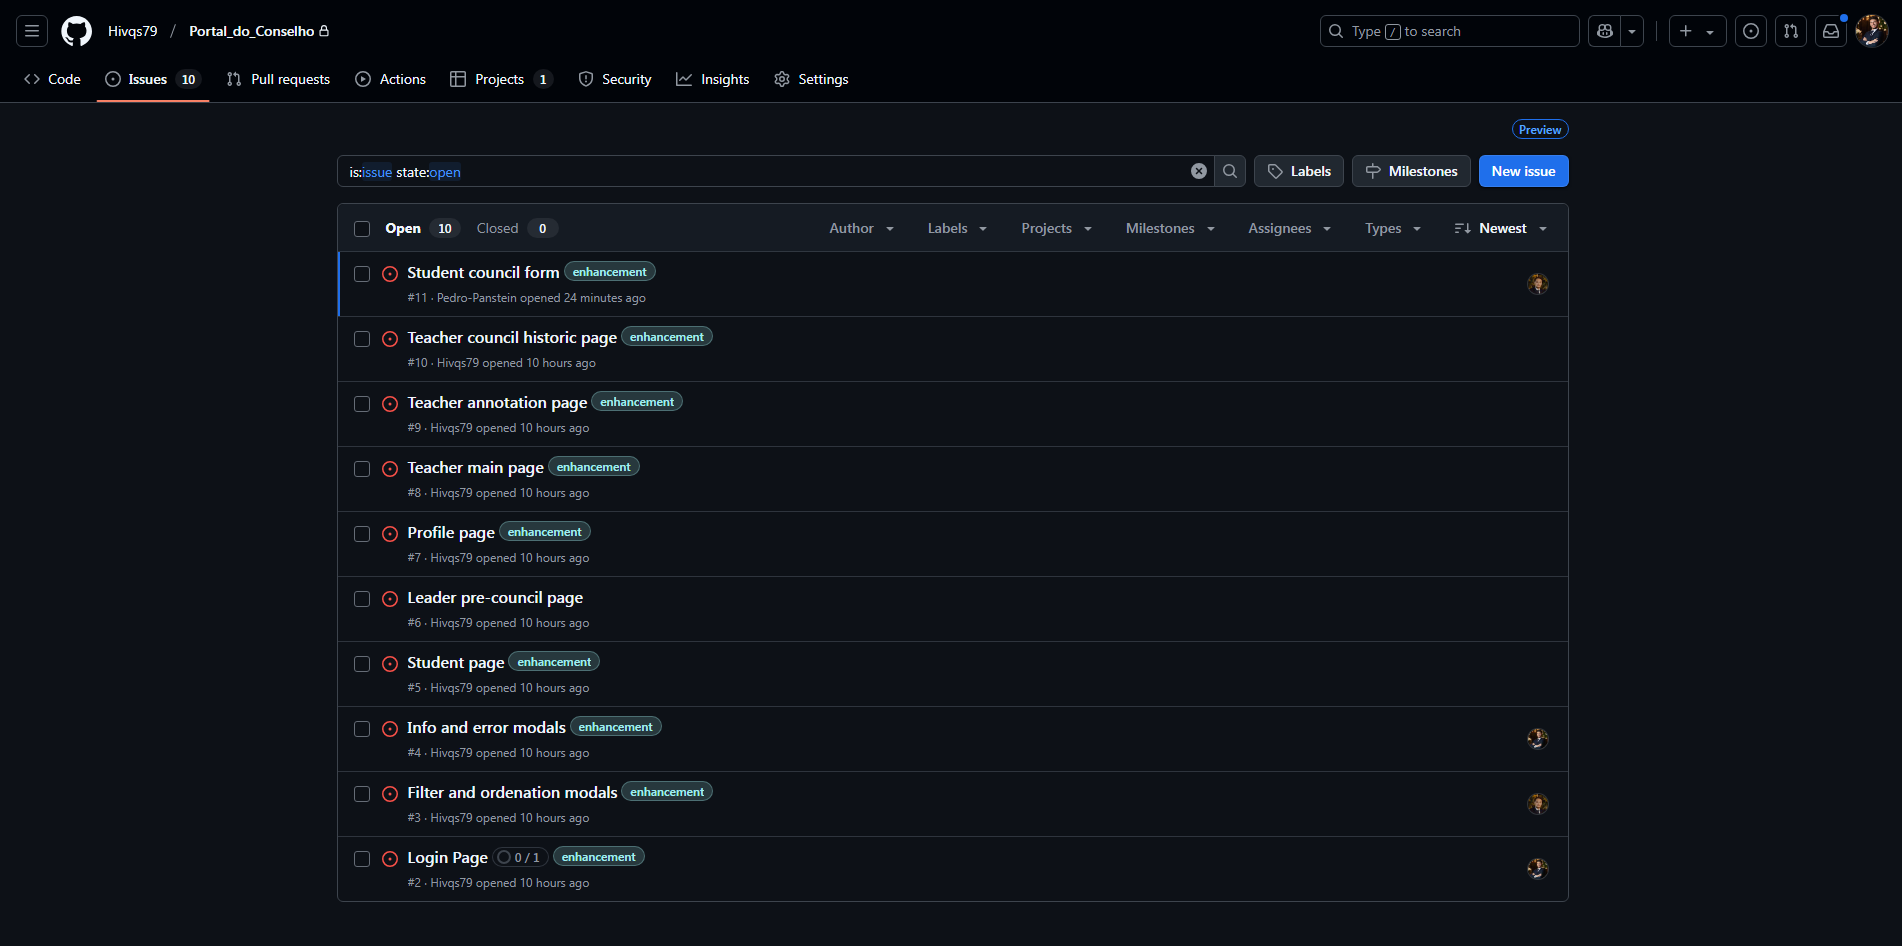 Hivqs79 / Portal_do_Conselho
Type / to search
Code
Issues 10
Pull requests
Actions
Projects 1
Security
Insights
Settings
Preview
is:issue state:open
Labels
Milestones
New issue
Open 10
Closed 0
Author
Labels
Projects
Milestones
Assignees
Types
Newest
Student council form enhancement
#11 · Pedro-Panstein opened 24 minutes ago
Teacher council historic page enhancement
#10 · Hivqs79 opened 10 hours ago
Teacher annotation page enhancement
#9 · Hivqs79 opened 10 hours ago
Teacher main page enhancement
#8 · Hivqs79 opened 10 hours ago
Profile page enhancement
#7 · Hivqs79 opened 10 hours ago
Leader pre-council page
#6 · Hivqs79 opened 10 hours ago
Student page enhancement
#5 · Hivqs79 opened 10 hours ago
Info and error modals enhancement
#4 · Hivqs79 opened 10 hours ago
Filter and ordenation modals enhancement
#3 · Hivqs79 opened 10 hours ago
Login Page 0 / 1 enhancement
#2 · Hivqs79 opened 10 hours ago